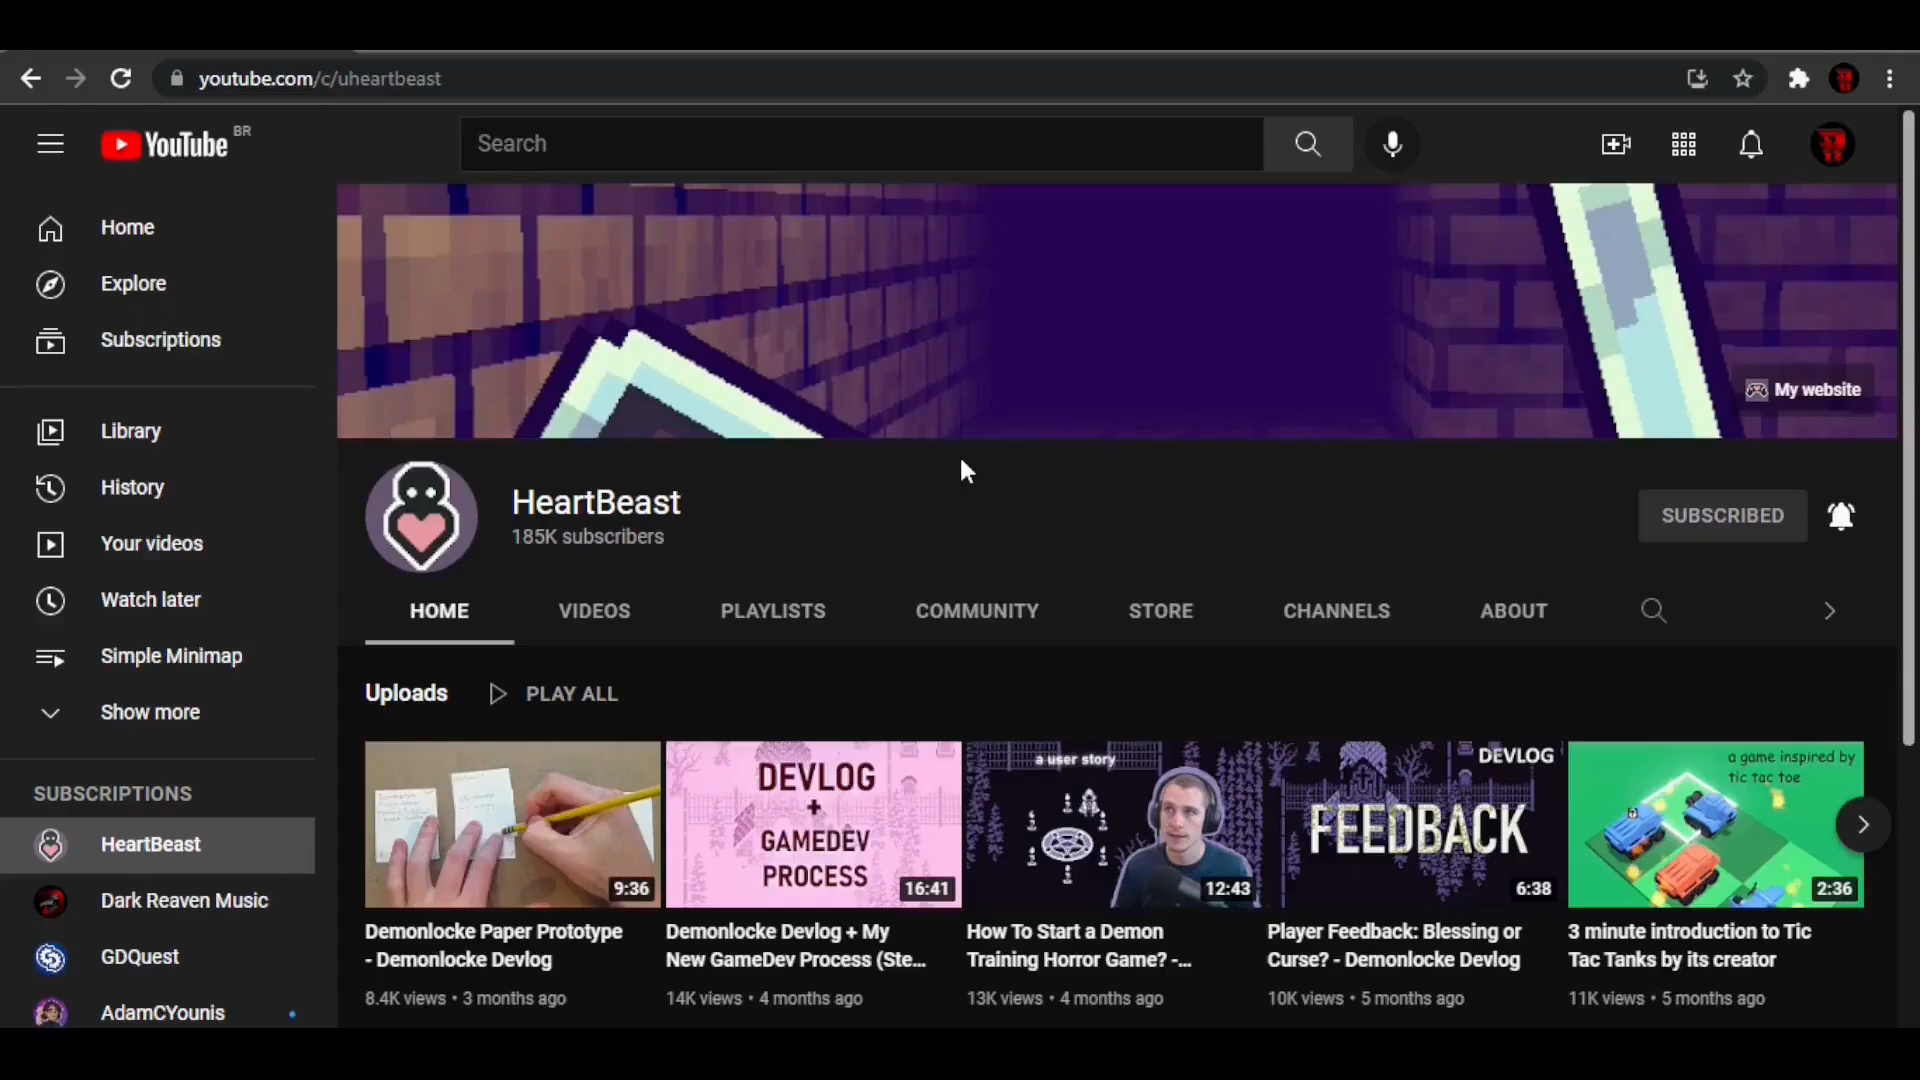 youtube.com/c/uheartbeast
YouTube BR
Search
Home
Explore
Subscriptions
Library
History
Your videos
Watch later
Simple Minimap
Show more
SUBSCRIPTIONS
HeartBeast
Dark Reaven Music
GDQuest
AdamCYounis
My website
HeartBeast
185K subscribers
SUBSCRIBED
HOME VIDEOS PLAYLISTS COMMUNITY STORE CHANNELS ABOUT
Uploads PLAY ALL
9:36
Demonlocke Paper Prototype
- Demonlocke Devlog
8.4K views • 3 months ago
DEVLOG
+
GAMEDEV
PROCESS
16:41
Demonlocke Devlog + My
New GameDev Process (Ste...
14K views • 4 months ago
a user story
12:43
How To Start a Demon
Training Horror Game? -...
13K views • 4 months ago
DEVLOG
FEEDBACK
6:38
Player Feedback: Blessing or
Curse? - Demonlocke Devlog
10K views • 5 months ago
a game inspired by
tic tac toe
2:36
3 minute introduction to Tic
Tac Tanks by its creator
11K views • 5 months ago